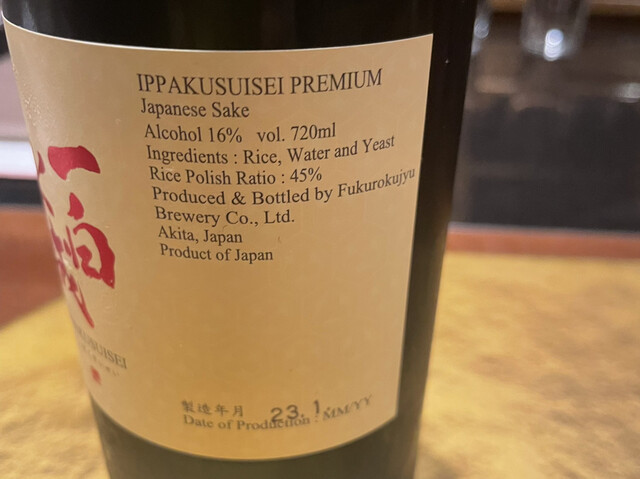 IPPAKUSUISEI PREMIUM
Japanese Sake
Alcohol 16% vol. 720ml
Ingredients : Rice, Water and Yeast
Rice Polish Ratio : 45%
Produced & Bottled by Fukurokujyu
Brewery Co., Ltd.
Akita, Japan
Product of Japan
一白
製造年月 23.1.
Date of Production : MM/YY